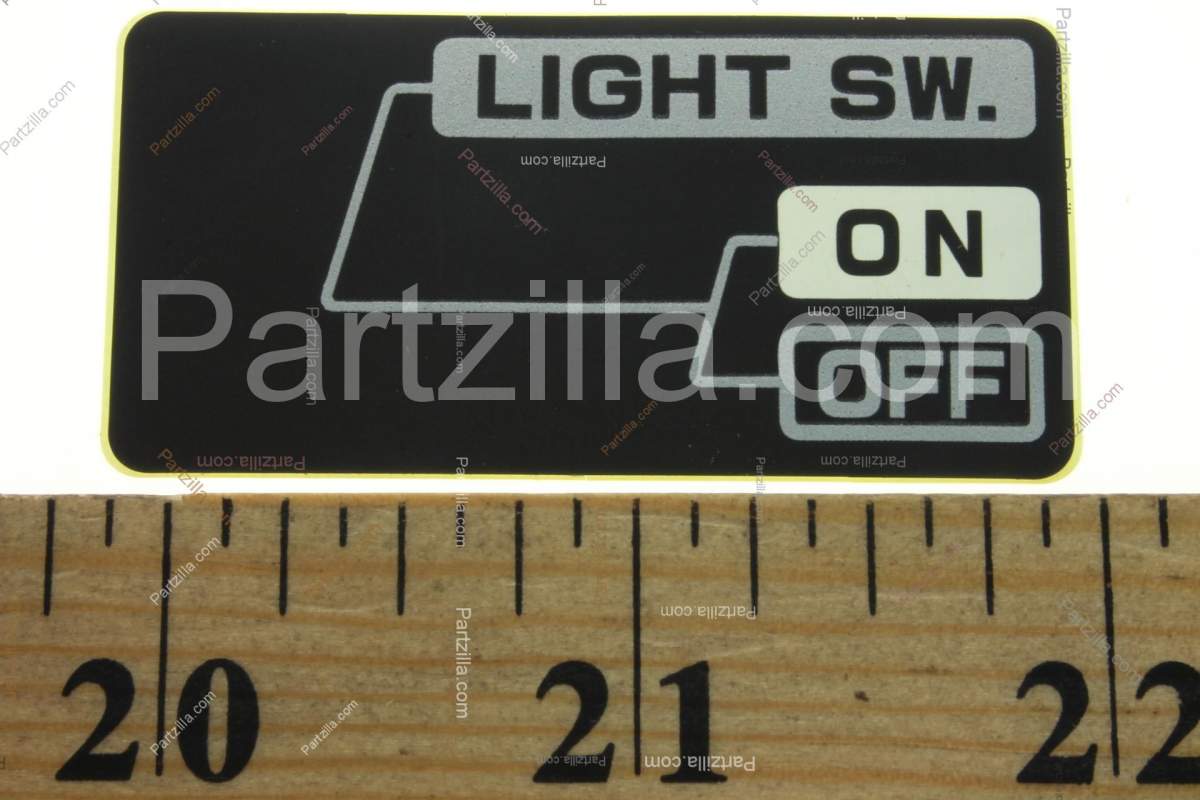 LIGHT SW.
ON
Partzilla.com
OFF
20 21 22